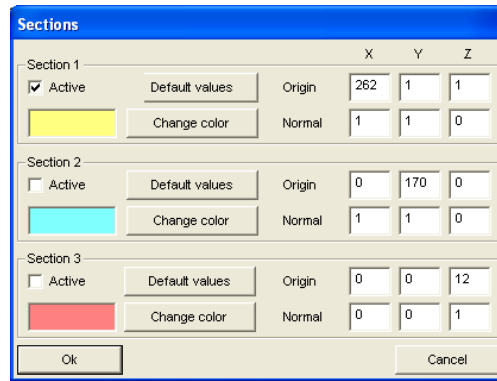 Sections
X Y Z
Section 1
Active Default values Origin 262 1 1
Change color Normal 1 1 0
Section 2
Active Default values Origin 0 170 0
Change color Normal 1 1 0
Section 3
Active Default values Origin 0 0 12
Change color Normal 0 0 1
Ok Cancel